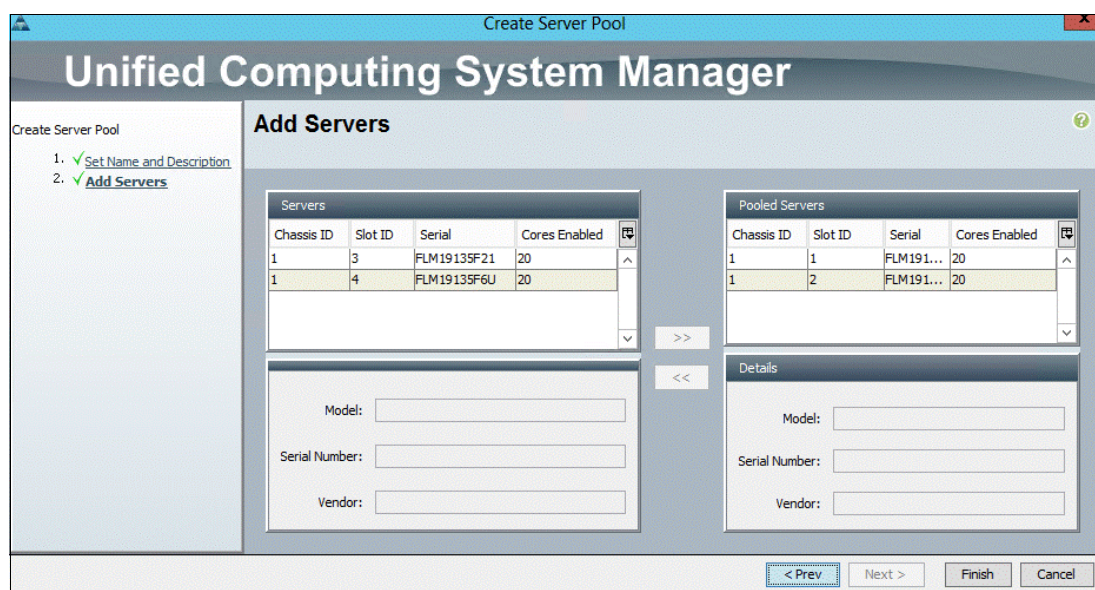 Create Server Pool
X
Unified Computing System Manager
Create Server Pool
1. Set Name and Description
2. Add Servers
Add Servers
?
Servers
Chassis ID Slot ID Serial Cores Enabled
1 3 FLM19135F21 20
1 4 FLM19135F6U 20
Model:
Serial Number:
Vendor:
>>
<<
Pooled Servers
Chassis ID Slot ID Serial Cores Enabled
1 1 FLM191... 20
1 2 FLM191... 20
Details
Model:
Serial Number:
Vendor:
< Prev Next > Finish Cancel